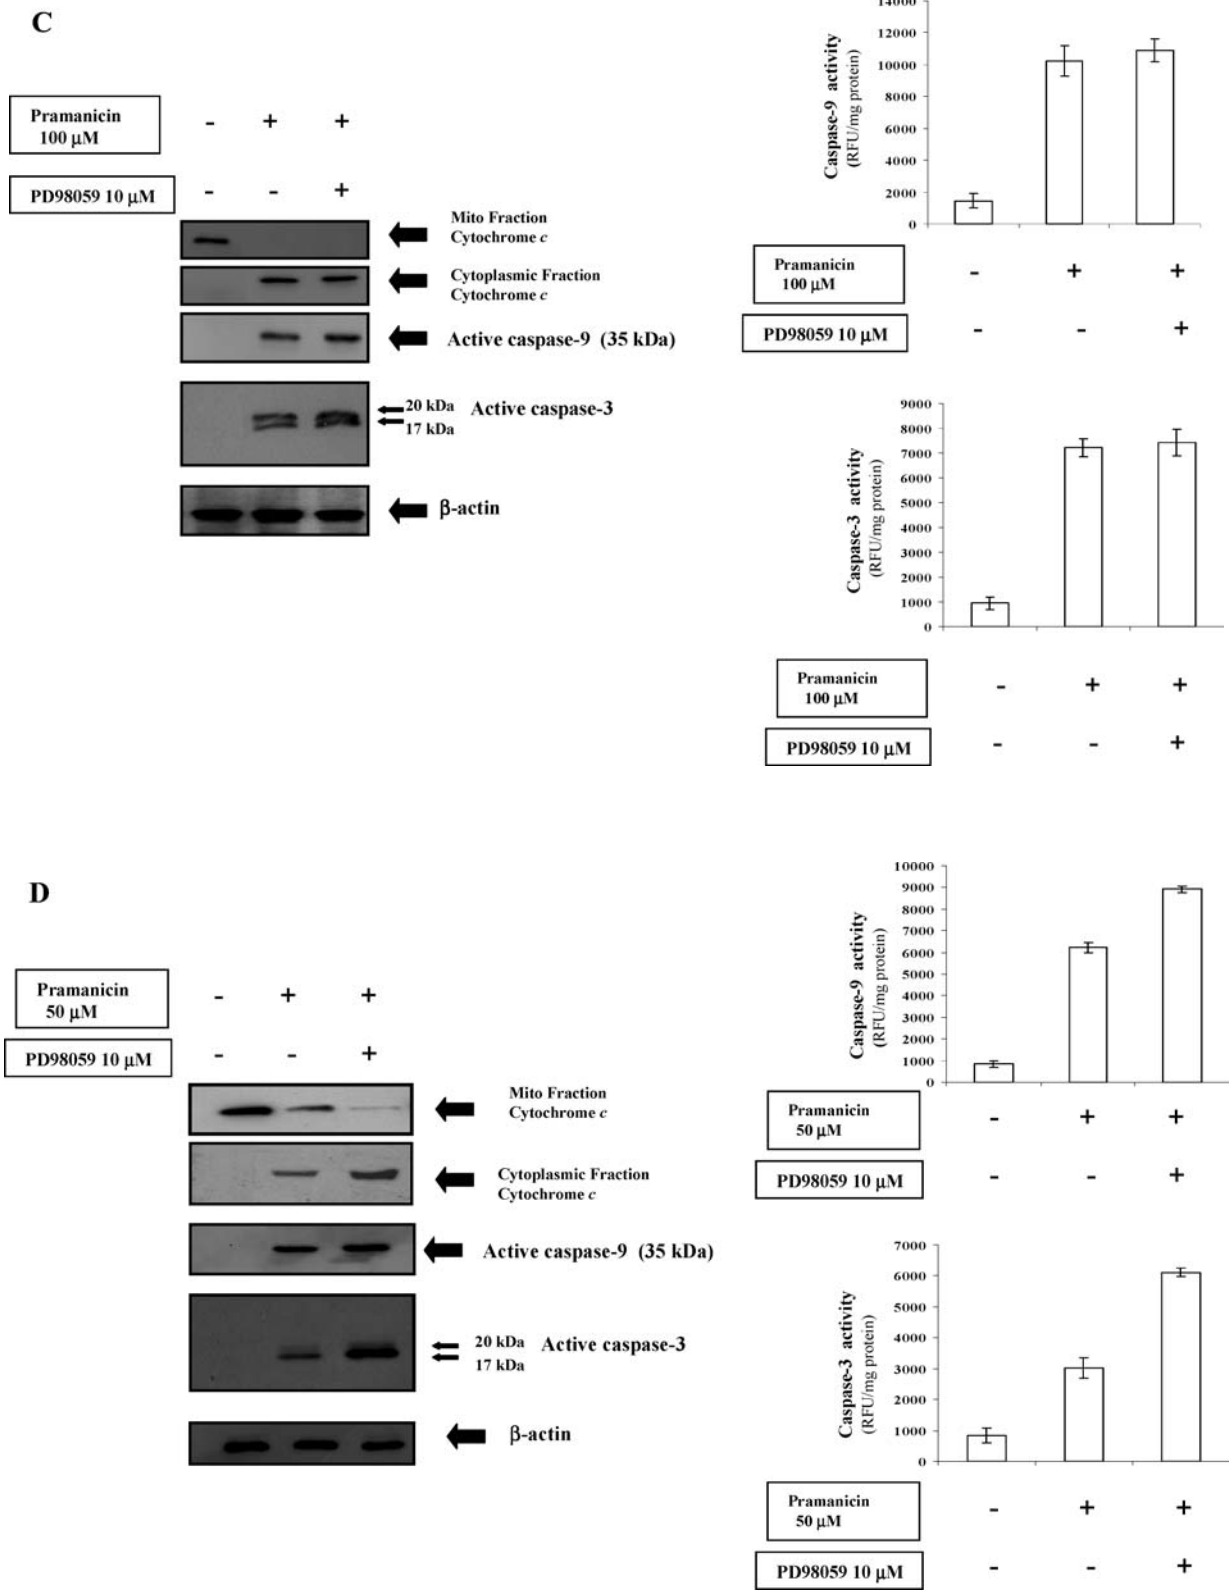 C
Pramanicin
100 μM
- + +
PD98059 10 μM
- - +
Mito Fraction
Cytochrome c
Cytoplasmic Fraction
Cytochrome c
Active caspase-9 (35 kDa)
20 kDa Active caspase-3
17 kDa
β-actin
Caspase-9 activity
(RFU/mg protein)
14000
12000
10000
8000
6000
4000
2000
0
Pramanicin
100 μM
- + +
PD98059 10 μM
- - +
Caspase-3 activity
(RFU/mg protein)
9000
8000
7000
6000
5000
4000
3000
2000
1000
0
Pramanicin
100 μM
- + +
PD98059 10 μM
- - +
D
Pramanicin
50 μM
- + +
PD98059 10 μM
- - +
Mito Fraction
Cytochrome c
Cytoplasmic Fraction
Cytochrome c
Active caspase-9 (35 kDa)
20 kDa Active caspase-3
17 kDa
β-actin
Caspase-9 activity
(RFU/mg protein)
10000
9000
8000
7000
6000
5000
4000
3000
2000
1000
0
Pramanicin
50 μM
- + +
PD98059 10 μM
- - +
Caspase-3 activity
(RFU/mg protein)
7000
6000
5000
4000
3000
2000
1000
0
Pramanicin
50 μM
- + +
PD98059 10 μM
- - +